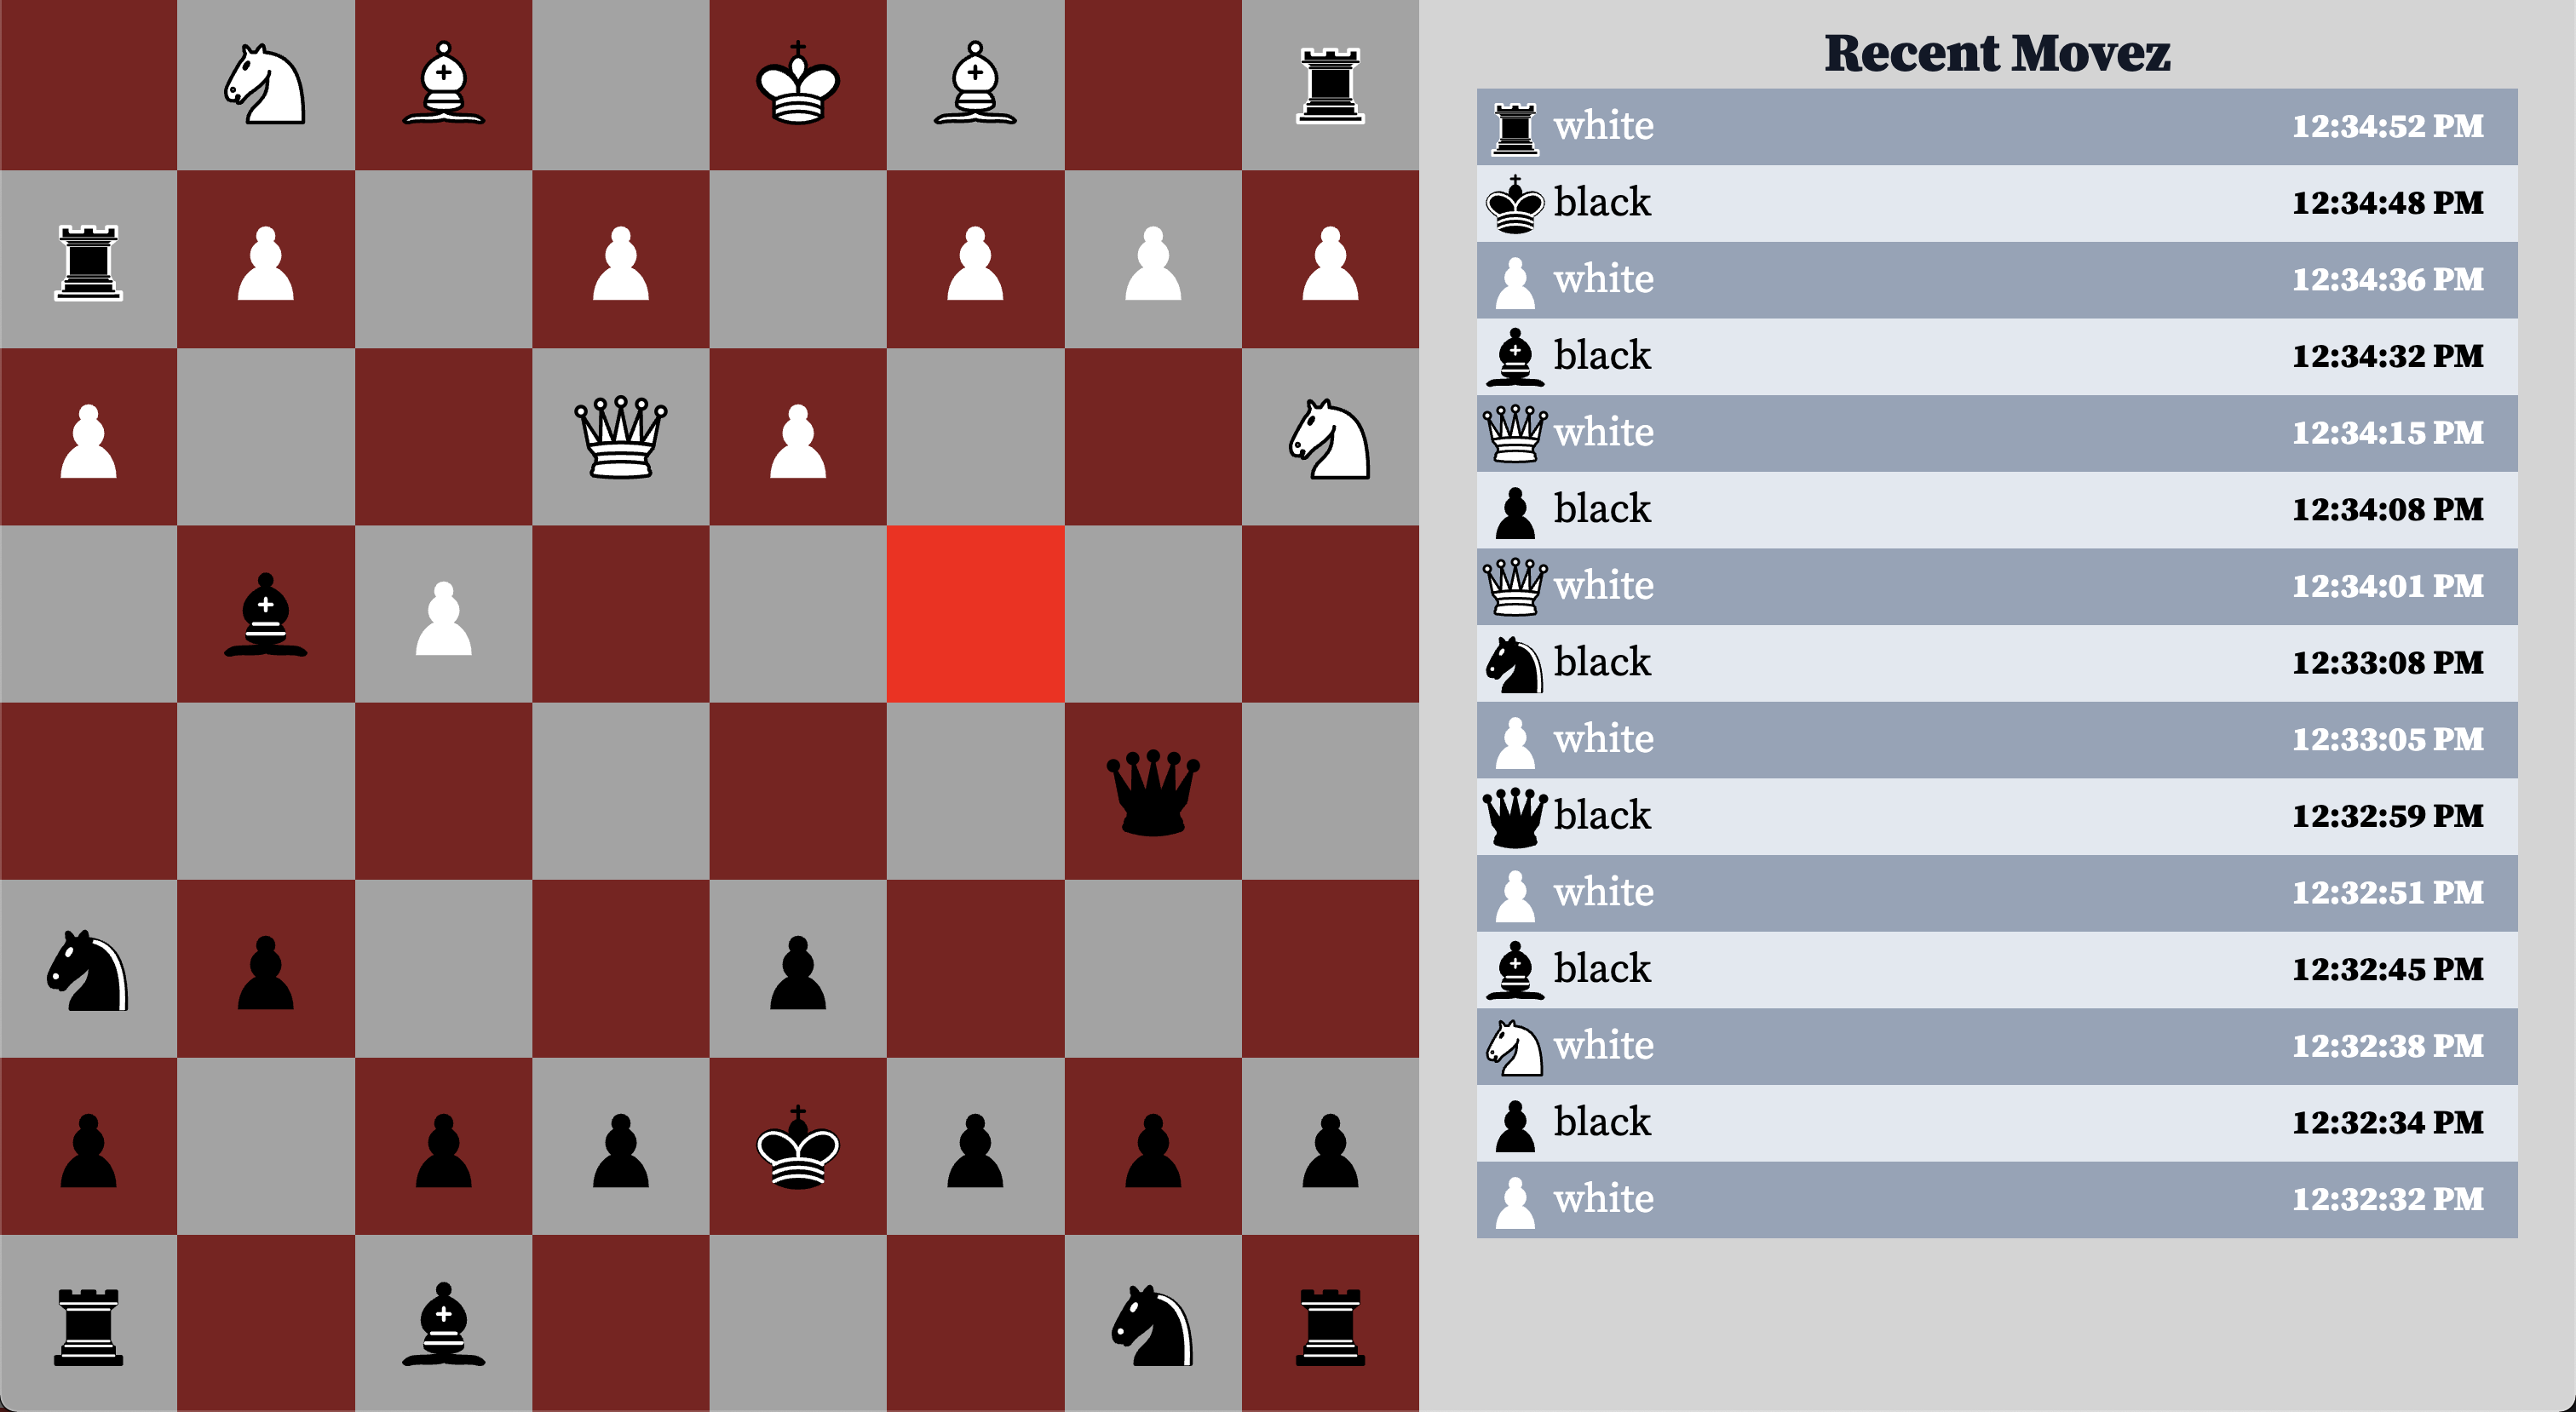 Recent Movez
white 12:34:52 PM
black 12:34:48 PM
white 12:34:36 PM
black 12:34:32 PM
white 12:34:15 PM
black 12:34:08 PM
white 12:34:01 PM
black 12:33:08 PM
white 12:33:05 PM
black 12:32:59 PM
white 12:32:51 PM
black 12:32:45 PM
white 12:32:38 PM
black 12:32:34 PM
white 12:32:32 PM